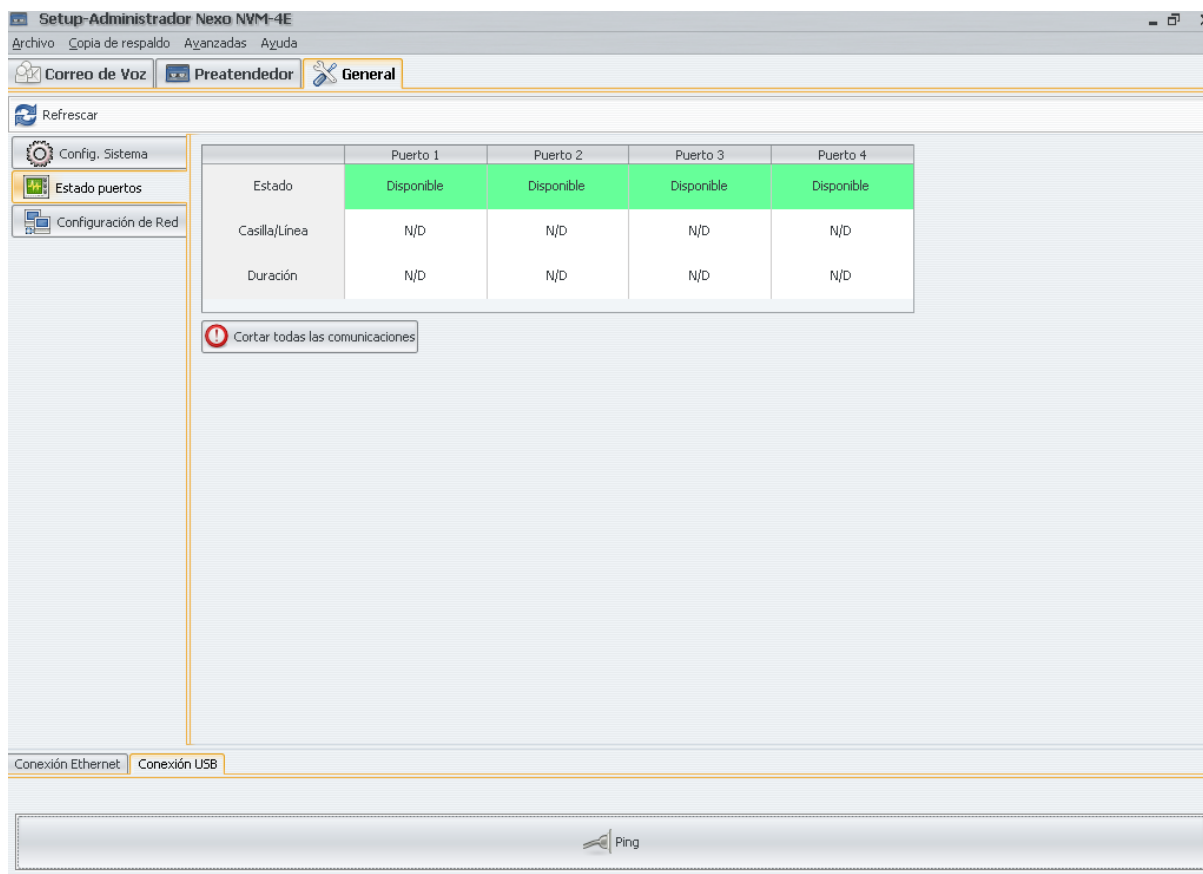 Setup-Administrador Nexo NVM-4E
Archivo Copia de respaldo Avanzadas Ayuda
Correo de Voz Preatendedor General
Refrescar
Config. Sistema
Estado puertos
Configuración de Red
Puerto 1 Puerto 2 Puerto 3 Puerto 4
Estado Disponible Disponible Disponible Disponible
Casilla/Línea N/D N/D N/D N/D
Duración N/D N/D N/D N/D
Cortar todas las comunicaciones
Conexión Ethernet Conexión USB
Ping